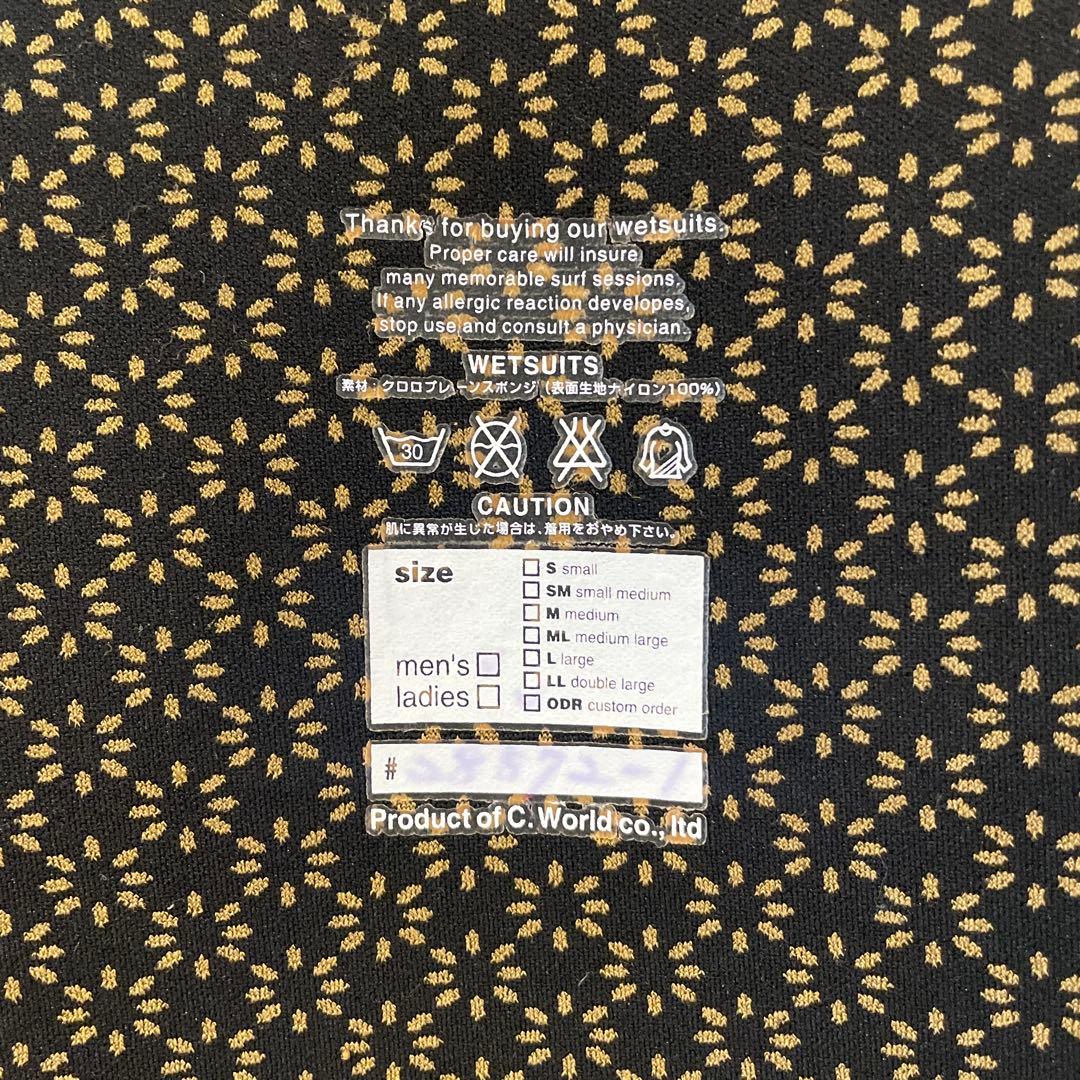 Thanks for buying our wetsuits.
Proper care will insure
many memorable surf sessions,
If any allergic reaction developes,
stop use and consult a physician.
WETSUITS
素材：クロロプレーンスポンジ（表面生地ナイロン100%）
30
CAUTION
肌に異常が生じた場合は、着用をおやめ下さい。
size
S small
SM small medium
M medium
ML medium large
L large
LL double large
ODR custom order
men's
ladies
#
Product of C.World co.,ltd